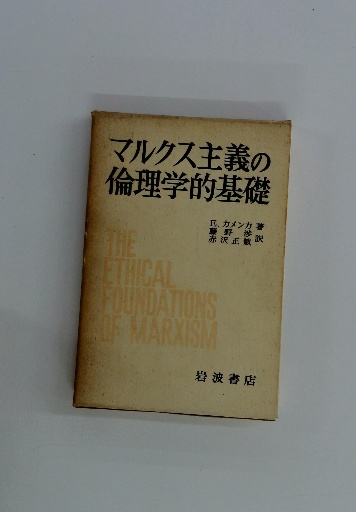 マルクス主義の
倫理学的基礎
E. カメンカ 著
藤野 渉
赤沢正敏 訳
THE
ETHICAL
FOUNDATIONS
OF MARXISM
岩波書店